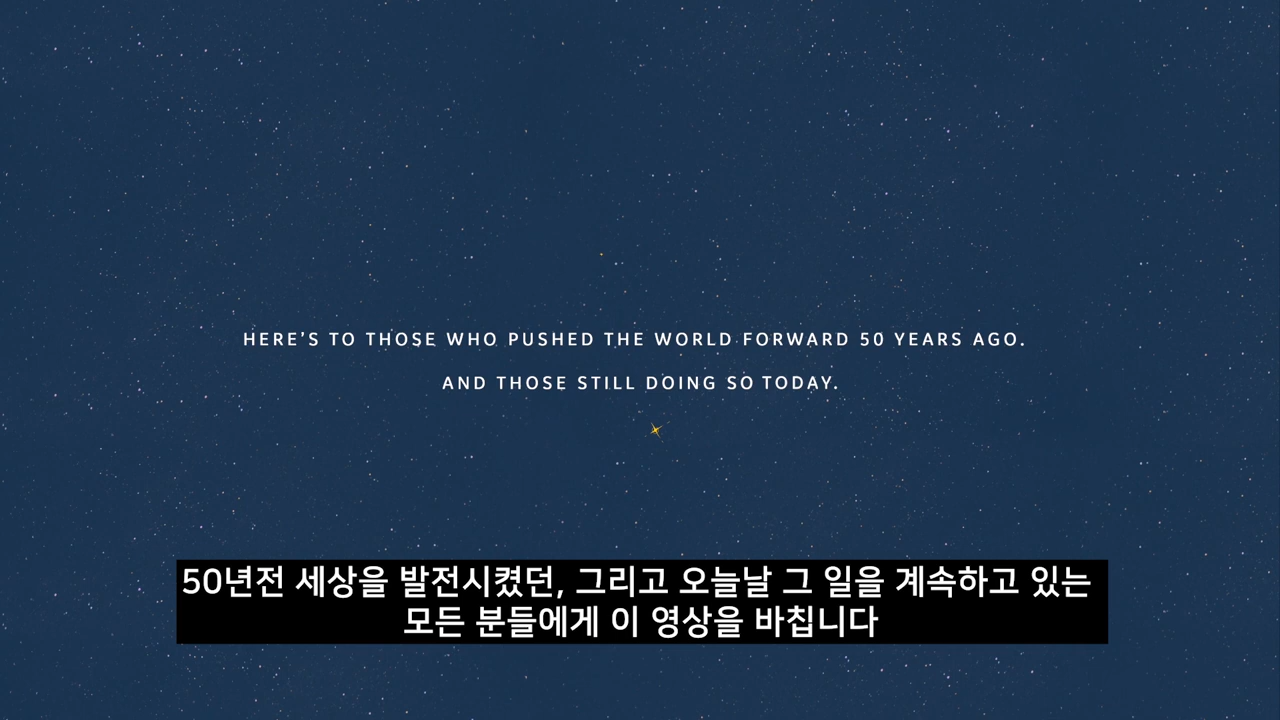 HERE’S TO THOSE WHO PUSHED THE WORLD FORWARD 50 YEARS AGO.
AND THOSE STILL DOING SO TODAY.
50년전 세상을 발전시켰던, 그리고 오늘날 그 일을 계속하고 있는
모든 분들에게 이 영상을 바칩니다